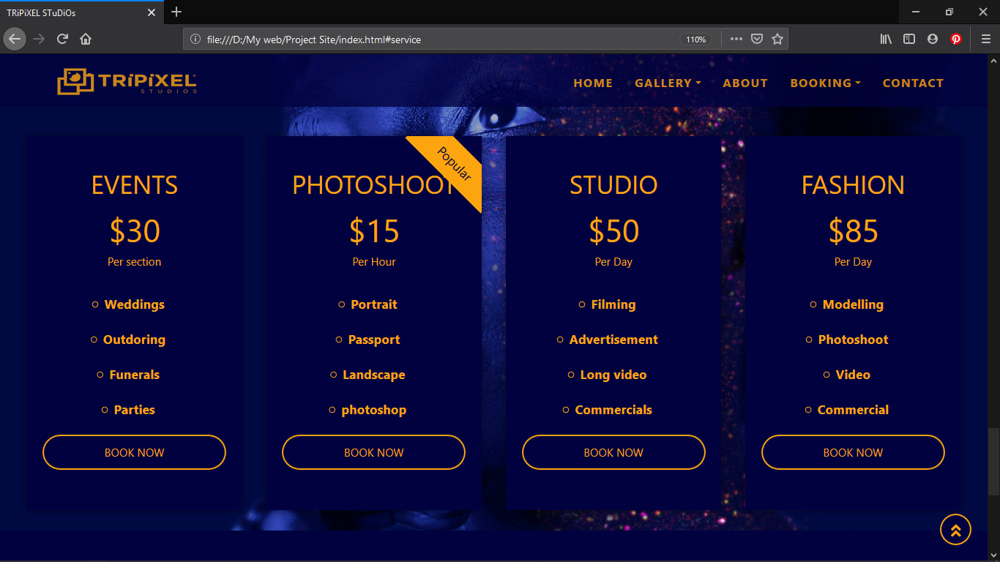 TRiPiXEL STuDiOs
file:///D:/My web/Project Site/index.html#service
110%
TRiPiXEL
STUDIOS
HOME GALLERY ABOUT BOOKING CONTACT
EVENTS
$30
Per section
Weddings
Outdoring
Funerals
Parties
BOOK NOW
Popular
PHOTOSHOOT
$15
Per Hour
Portrait
Passport
Landscape
photoshop
BOOK NOW
STUDIO
$50
Per Day
Filming
Advertisement
Long video
Commercials
BOOK NOW
FASHION
$85
Per Day
Modelling
Photoshoot
Video
Commercial
BOOK NOW